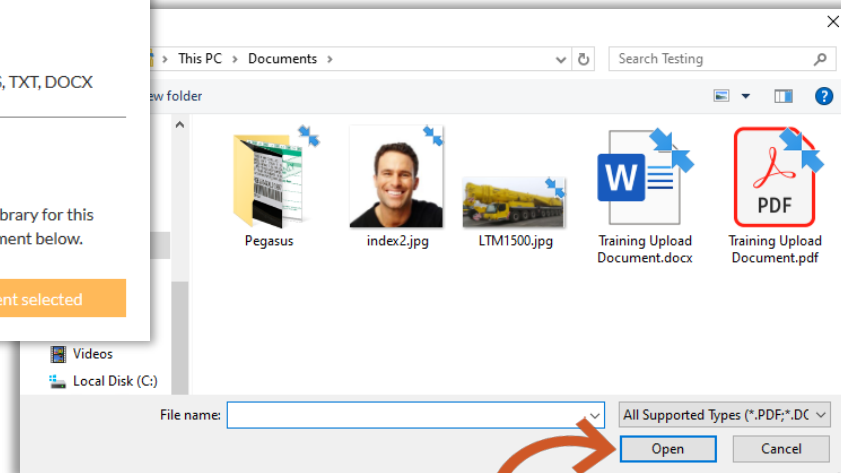 This PC > Documents >
Search Testing
, TXT, DOCX
ew folder
brary for this
ment below.
Pegasus
index2.jpg
LTM1500.jpg
W
Training Upload
Document.docx
PDF
Training Upload
Document.pdf
ent selected
Videos
Local Disk (C:)
File name:
All Supported Types (*.PDF;*.DC
Open
Cancel